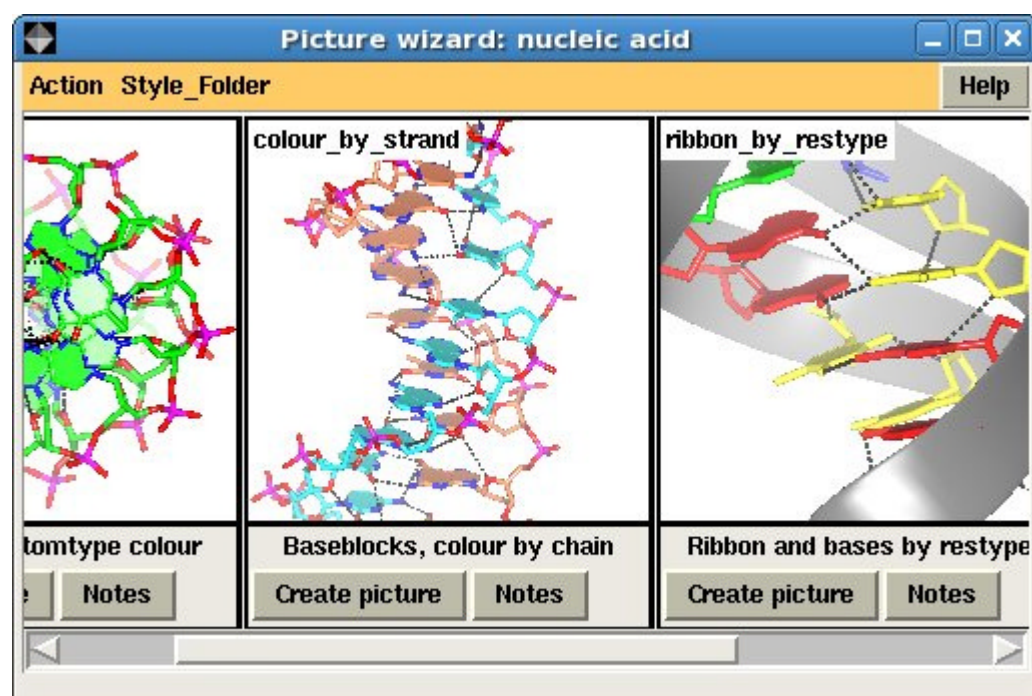 Picture wizard: nucleic acid
Action Style_Folder Help
colour_by_strand
ribbon_by_restype
tomtype colour
Baseblocks, colour by chain
Ribbon and bases by restype
Notes
Create picture
Notes
Create picture
Notes